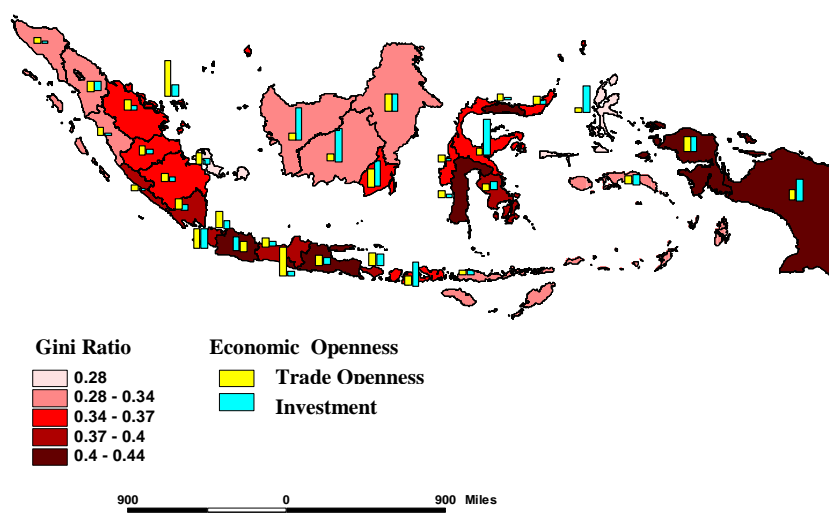 Gini Ratio
0.28
0.28 - 0.34
0.34 - 0.37
0.37 - 0.4
0.4 - 0.44
Economic Openness
Trade Openness
Investment
900 0 900 Miles